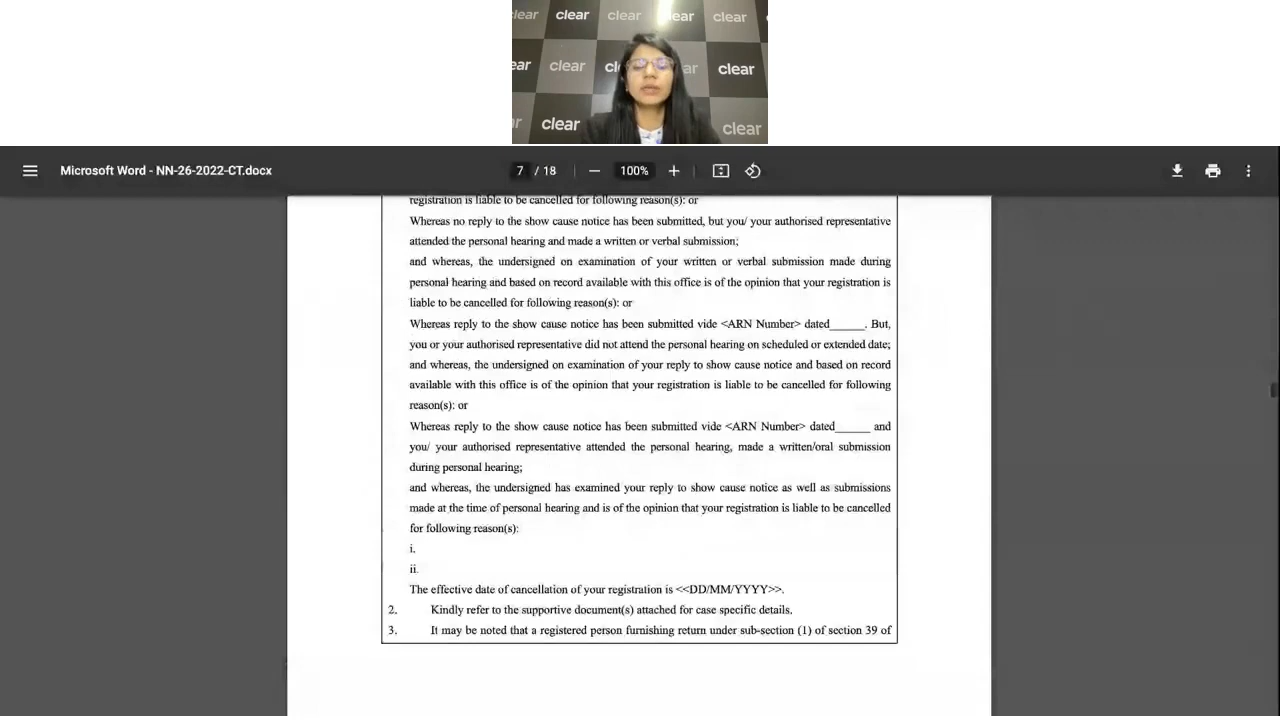 clear clear clear clear
clear clear
clear clear
Microsoft Word - NN-26-2022-CT.docx 7 / 18 100%
registration is liable to be cancelled for following reason(s): or
Whereas no reply to the show cause notice has been submitted, but you/ your authorised representative
attended the personal hearing and made a written or verbal submission;
and whereas, the undersigned on examination of your written or verbal submission made during
personal hearing and based on record available with this office is of the opinion that your registration is
liable to be cancelled for following reason(s): or
Whereas reply to the show cause notice has been submitted vide <ARN Number> dated______. But,
you or your authorised representative did not attend the personal hearing on scheduled or extended date;
and whereas, the undersigned on examination of your reply to show cause notice and based on record
available with this office is of the opinion that your registration is liable to be cancelled for following
reason(s): or
Whereas reply to the show cause notice has been submitted vide <ARN Number> dated______ and
you/ your authorised representative attended the personal hearing, made a written/oral submission
during personal hearing;
and whereas, the undersigned has examined your reply to show cause notice as well as submissions
made at the time of personal hearing and is of the opinion that your registration is liable to be cancelled
for following reason(s):
i.
ii.
The effective date of cancellation of your registration is <<DD/MM/YYYY>>.
2. Kindly refer to the supportive document(s) attached for case specific details.
3. It may be noted that a registered person furnishing return under sub-section (1) of section 39 of